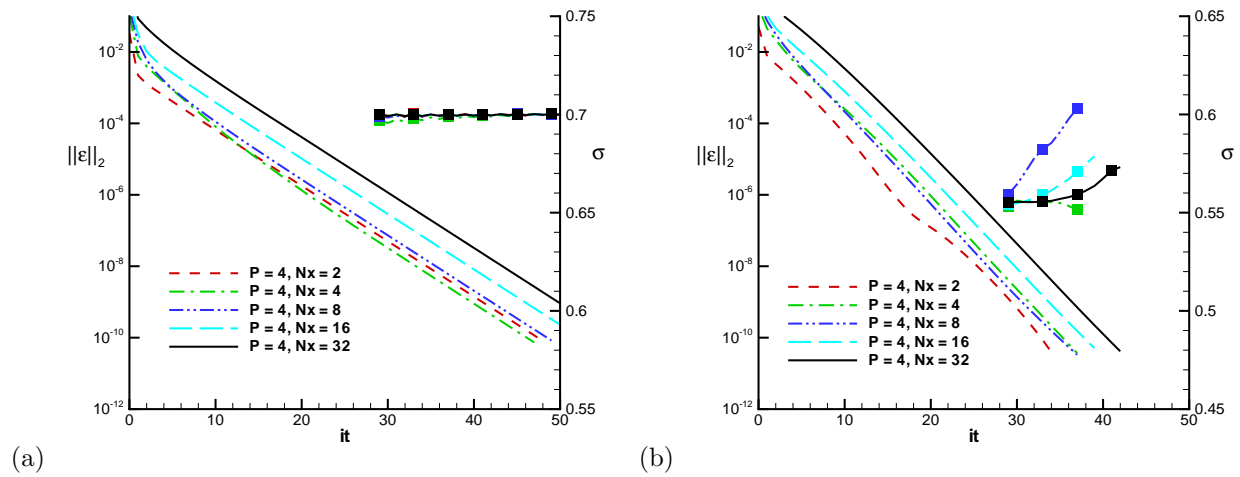 ||ε||₂
10⁻²
10⁻⁴
10⁻⁶
10⁻⁸
10⁻¹⁰
10⁻¹²
0 10 20 30 40 50
it
0.75
0.7
0.65
0.6
0.55
σ
P = 4, Nx = 2
P = 4, Nx = 4
P = 4, Nx = 8
P = 4, Nx = 16
P = 4, Nx = 32
(a)
||ε||₂
10⁻²
10⁻⁴
10⁻⁶
10⁻⁸
10⁻¹⁰
10⁻¹²
0 10 20 30 40 50
it
0.65
0.6
0.55
0.5
0.45
σ
P = 4, Nx = 2
P = 4, Nx = 4
P = 4, Nx = 8
P = 4, Nx = 16
P = 4, Nx = 32
(b)